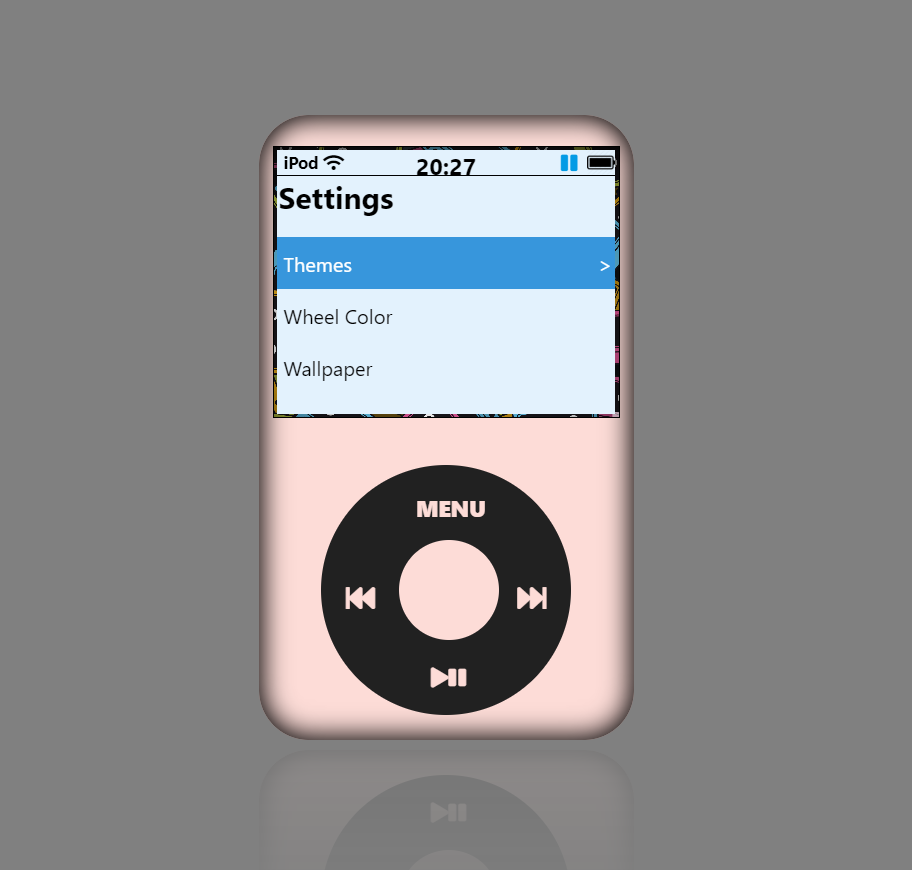 iPod 20:27
Settings
Themes >
Wheel Color
Wallpaper
MENU